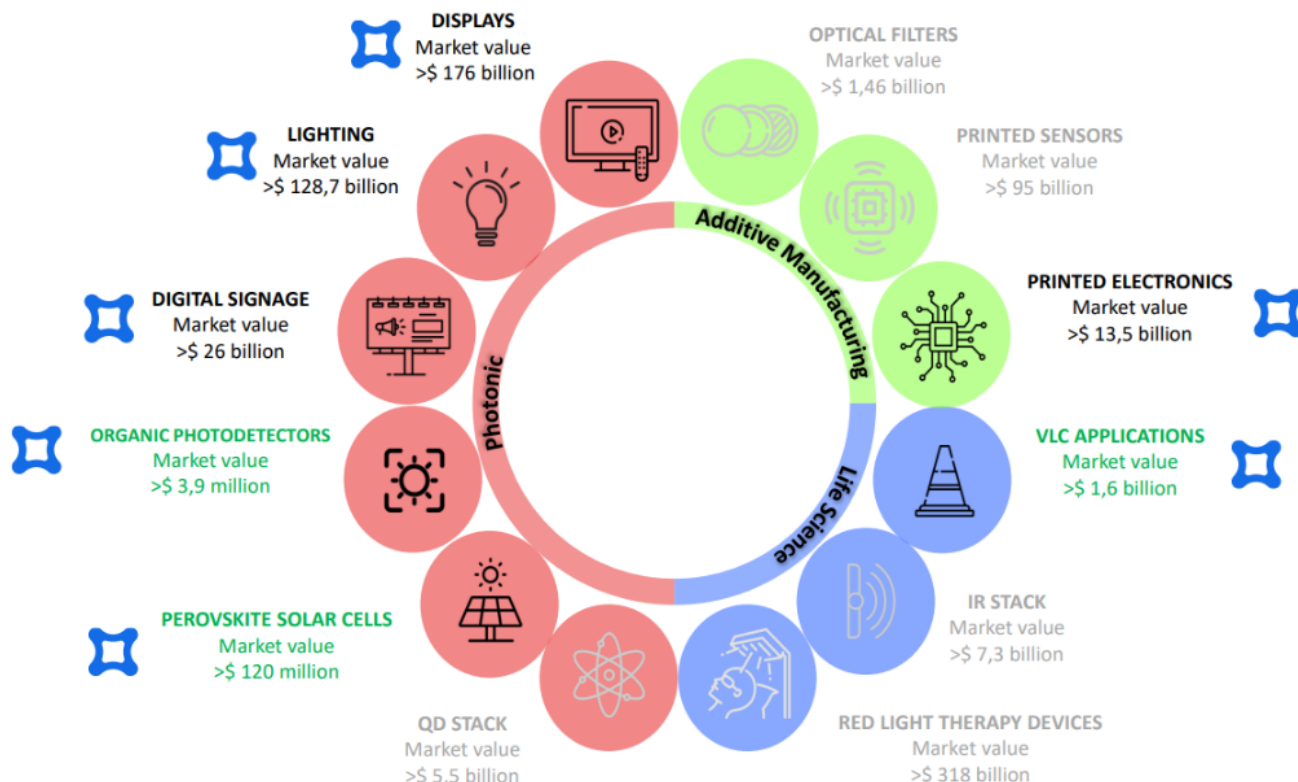 DISPLAYS
Market value
>$ 176 billion
OPTICAL FILTERS
Market value
>$ 1,46 billion
LIGHTING
Market value
>$ 128,7 billion
PRINTED SENSORS
Market value
>$ 95 billion
DIGITAL SIGNAGE
Market value
>$ 26 billion
PRINTED ELECTRONICS
Market value
>$ 13,5 billion
ORGANIC PHOTODETECTORS
Market value
>$ 3,9 million
VLC APPLICATIONS
Market value
>$ 1,6 billion
PEROVSKITE SOLAR CELLS
Market value
>$ 120 million
IR STACK
Market value
>$ 7,3 billion
QD STACK
Market value
>$ 5,5 billion
RED LIGHT THERAPY DEVICES
Market value
>$ 318 billion
Photonic
Additive Manufacturing
Life Science